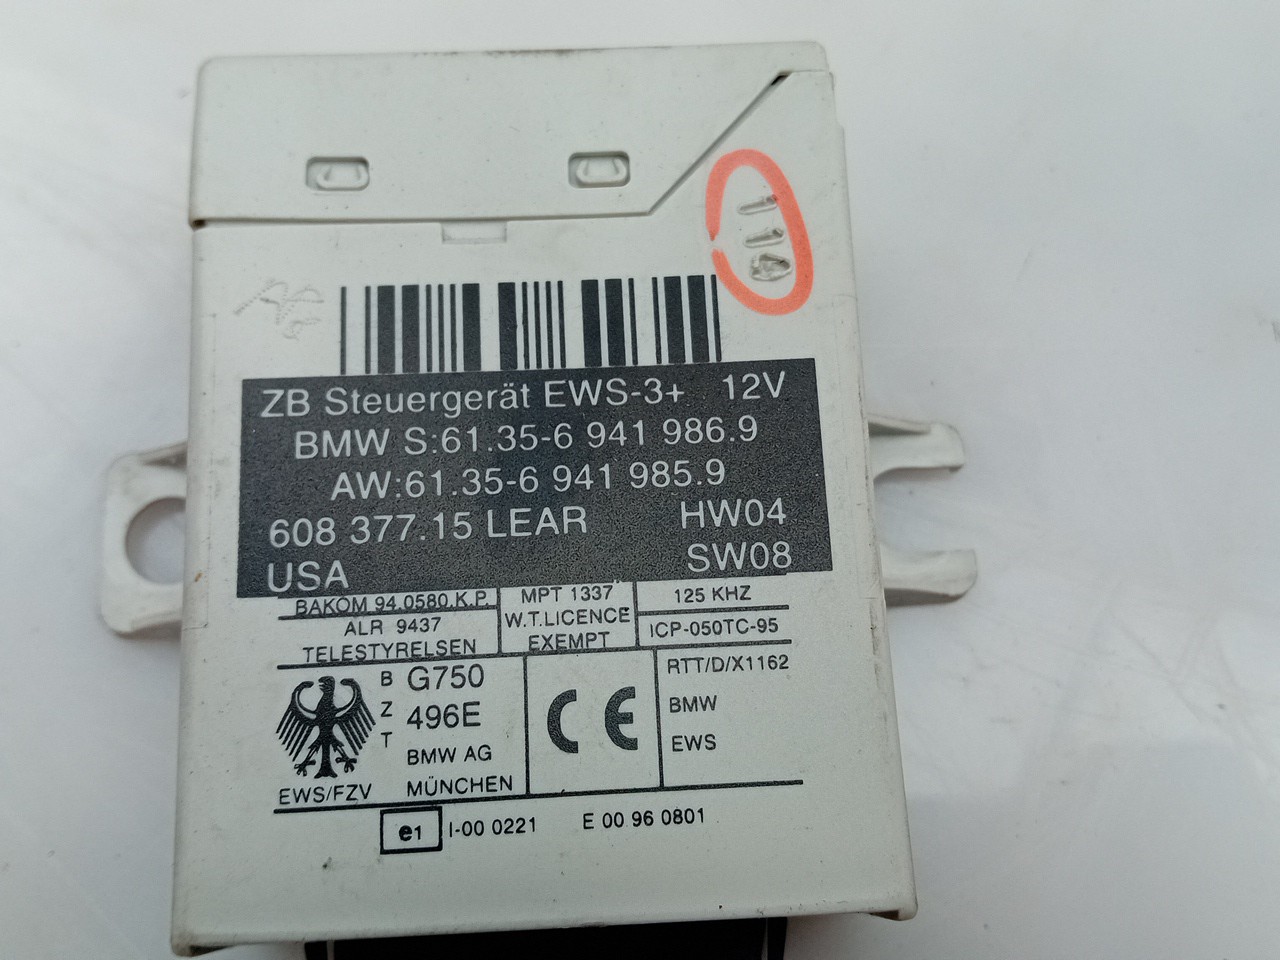 ZB Steuergerät EWS-3+ 12V
BMW S:61.35-6 941 986.9
AW:61.35-6 941 985.9
608 377.15 LEAR HW04
USA SW08
BAKOM 94.0580.K.P.
ALR 9437
TELESTYRELSEN
MPT 1337
W.T.LICENCE
EXEMPT
125 KHZ
ICP-050TC-95
BZT
G750
496E
BMW AG
MÜNCHEN
EWS/FZV
CE
RTT/D/X1162
BMW
EWS
e1 I-00 0221 E 00 96 0801